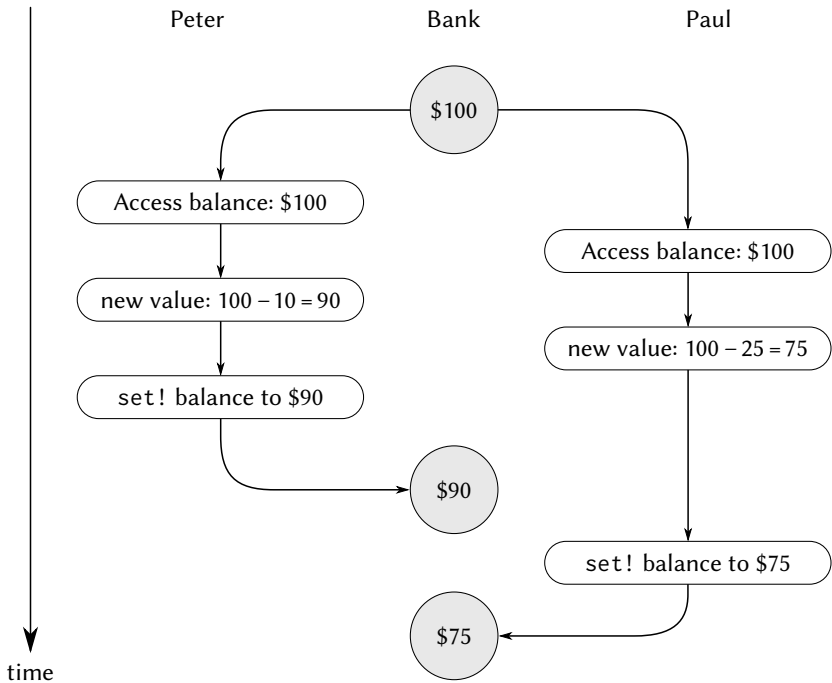 Peter
Bank
Paul
$100
Access balance: $100
Access balance: $100
new value: 100 – 10 = 90
new value: 100 – 25 = 75
set! balance to $90
$90
set! balance to $75
$75
time